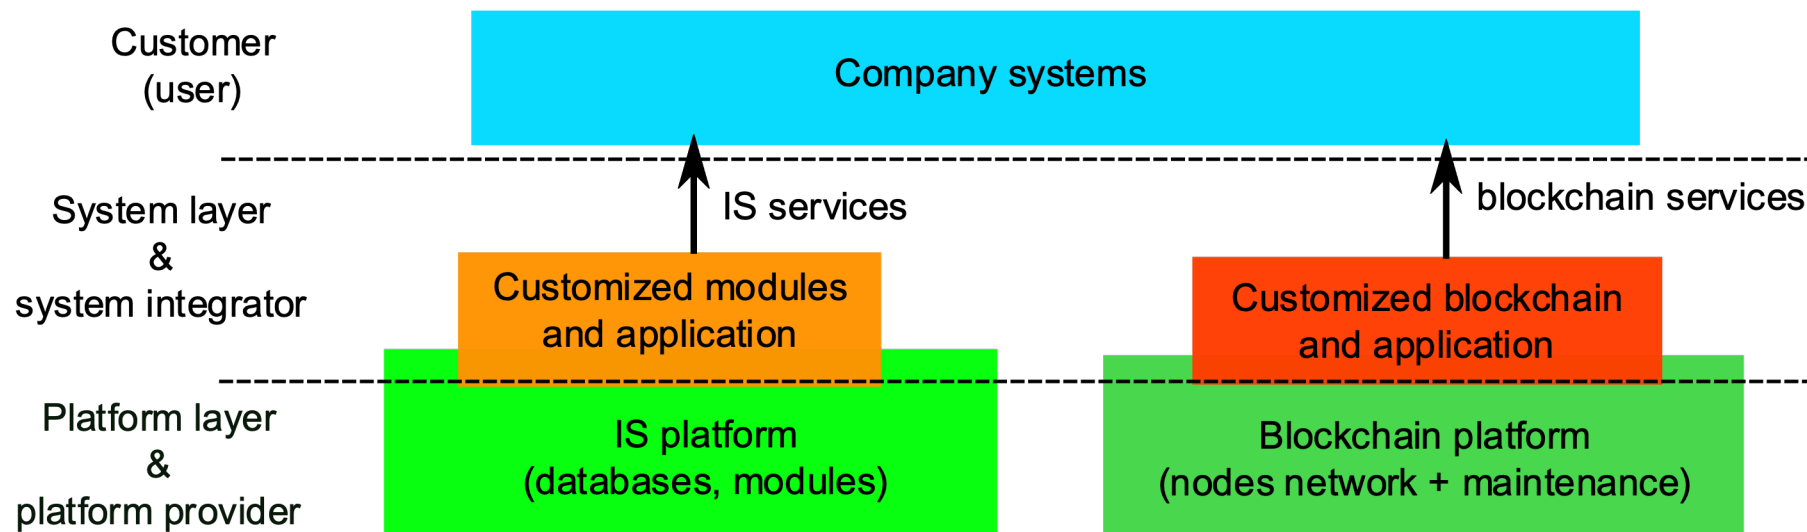 Customer
(user)
Company systems
IS services
blockchain services
System layer
&
system integrator
Customized modules
and application
Customized blockchain
and application
Platform layer
&
platform provider
IS platform
(databases, modules)
Blockchain platform
(nodes network + maintenance)